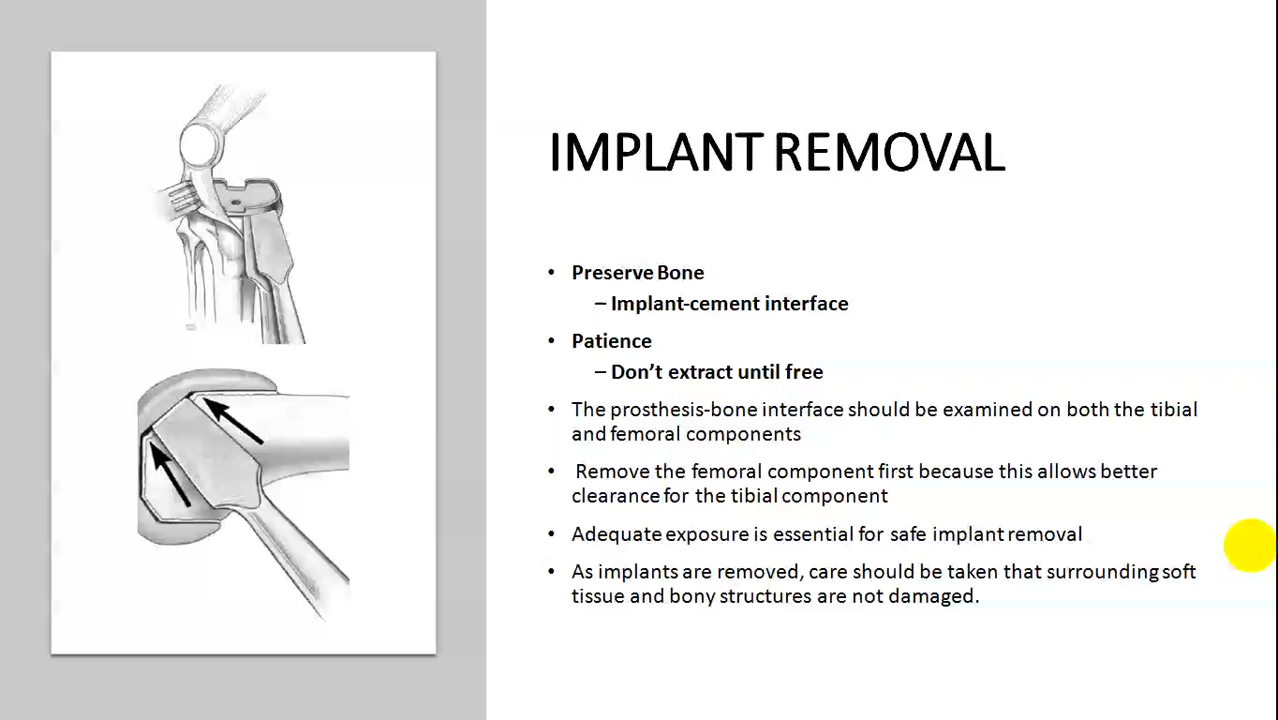 IMPLANT REMOVAL
• Preserve Bone
– Implant-cement interface
• Patience
– Don’t extract until free
• The prosthesis-bone interface should be examined on both the tibial
and femoral components
• Remove the femoral component first because this allows better
clearance for the tibial component
• Adequate exposure is essential for safe implant removal
• As implants are removed, care should be taken that surrounding soft
tissue and bony structures are not damaged.